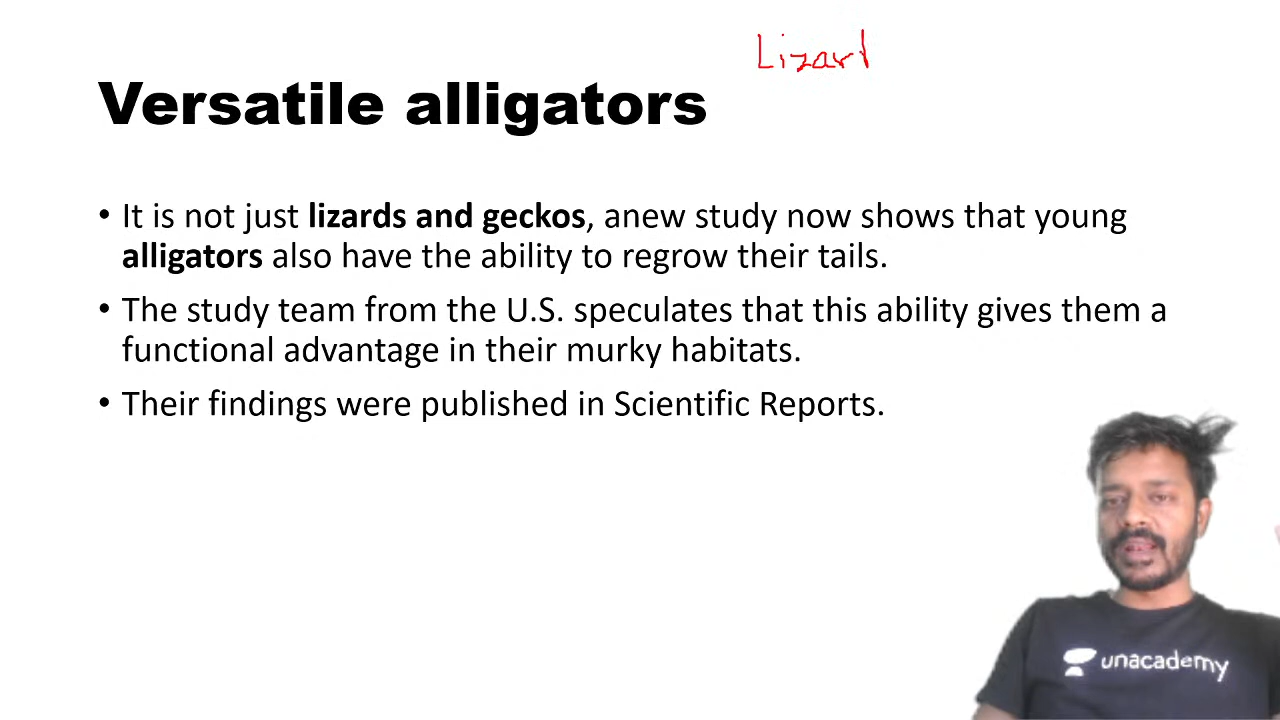 Lizard
Versatile alligators
• It is not just lizards and geckos, anew study now shows that young
alligators also have the ability to regrow their tails.
• The study team from the U.S. speculates that this ability gives them a
functional advantage in their murky habitats.
• Their findings were published in Scientific Reports.
unacademy